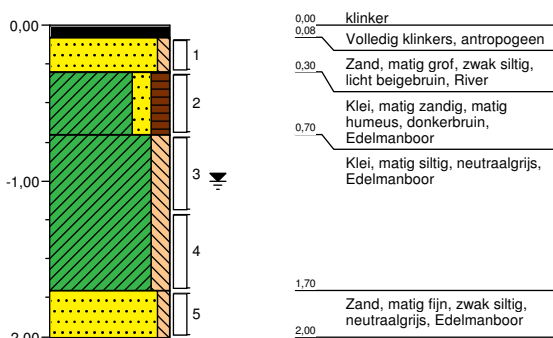 0,00
-1,00
-2,00
1
2
3
4
5
0,00 klinker
0,08 Volledig klinkers, antropogeen
0,30 Zand, matig grof, zwak siltig,
licht beigebruin, River
Klei, matig zandig, matig
humeus, donkerbruin,
0,70 Edelmanboor
Klei, matig siltig, neutraalgrijs,
Edelmanboor
1,70
Zand, matig fijn, zwak siltig,
neutraalgrijs, Edelmanboor
2,00